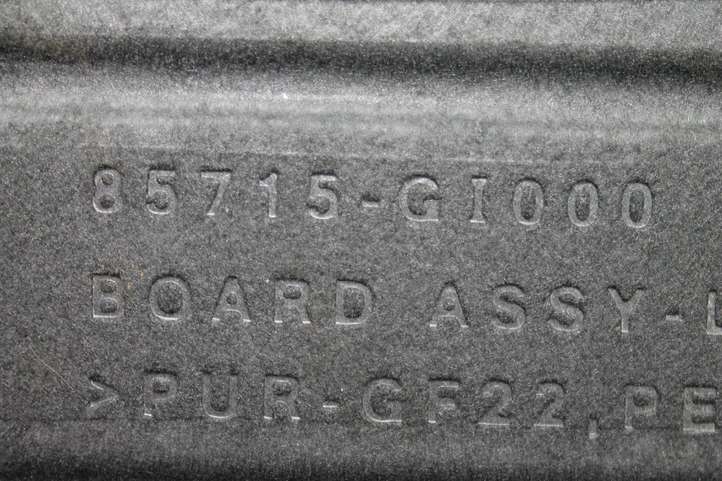 85715-GI000
BOARD ASSY-L
>PUR-GF22,PE